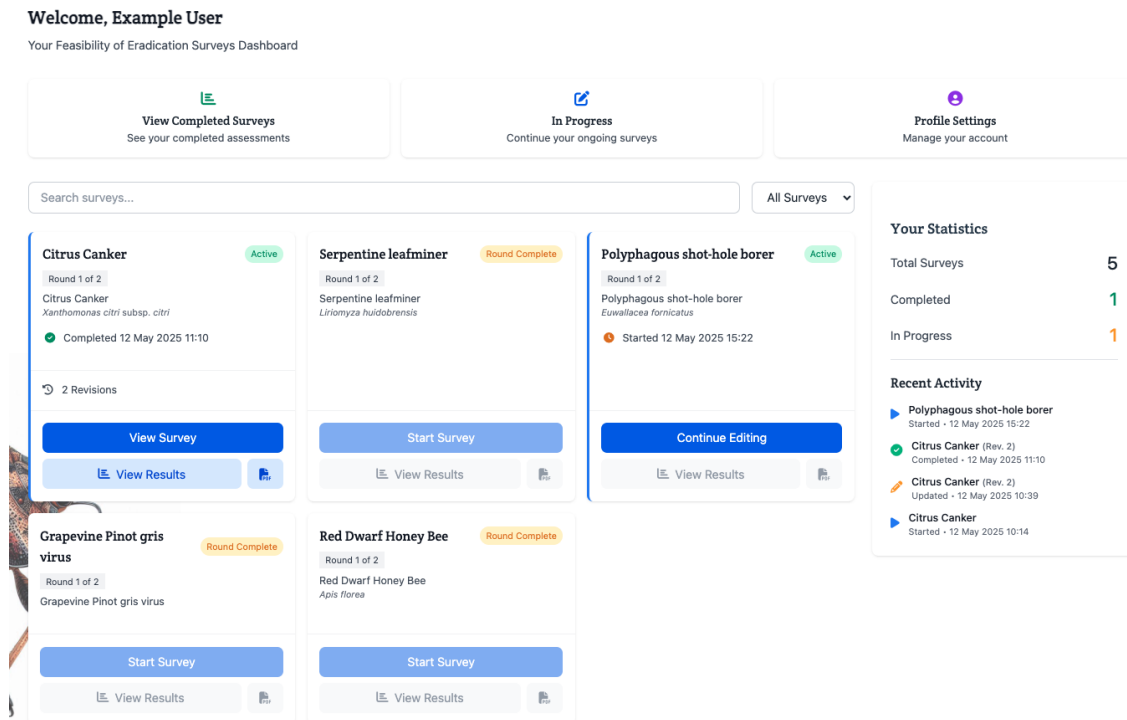 Welcome, Example User
Your Feasibility of Eradication Surveys Dashboard
View Completed Surveys
See your completed assessments
In Progress
Continue your ongoing surveys
Profile Settings
Manage your account
Search surveys...
All Surveys
Citrus Canker
Active
Round 1 of 2
Citrus Canker
Xanthomonas citri subsp. citri
Completed 12 May 2025 11:10
2 Revisions
View Survey
View Results
PDF
Serpentine leafminer
Round Complete
Round 1 of 2
Serpentine leafminer
Liriomyza huidobrensis
Start Survey
View Results
PDF
Polyphagous shot-hole borer
Active
Round 1 of 2
Polyphagous shot-hole borer
Euwallacea fornicatus
Started 12 May 2025 15:22
Continue Editing
View Results
PDF
Grapevine Pinot gris
virus
Round Complete
Round 1 of 2
Grapevine Pinot gris virus
Start Survey
View Results
PDF
Red Dwarf Honey Bee
Round Complete
Round 1 of 2
Red Dwarf Honey Bee
Apis florea
Start Survey
View Results
PDF
Your Statistics
Total Surveys 5
Completed 1
In Progress 1
Recent Activity
Polyphagous shot-hole borer
Started • 12 May 2025 15:22
Citrus Canker (Rev. 2)
Completed • 12 May 2025 11:10
Citrus Canker (Rev. 2)
Updated • 12 May 2025 10:39
Citrus Canker
Started • 12 May 2025 10:14